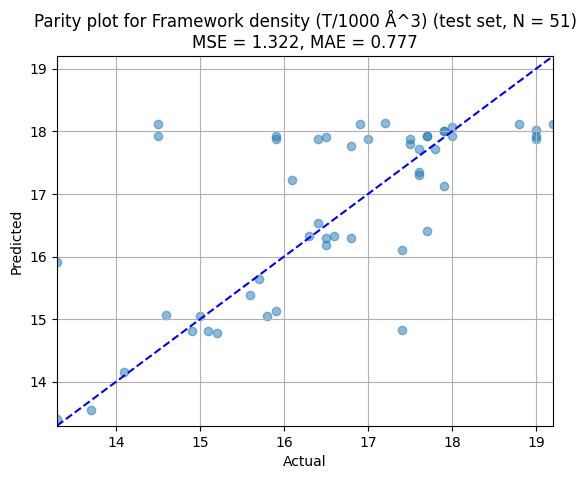 Parity plot for Framework density (T/1000 Å^3) (test set, N = 51)
MSE = 1.322, MAE = 0.777
19
18
17
16
15
14
Predicted
14 15 16 17 18 19
Actual